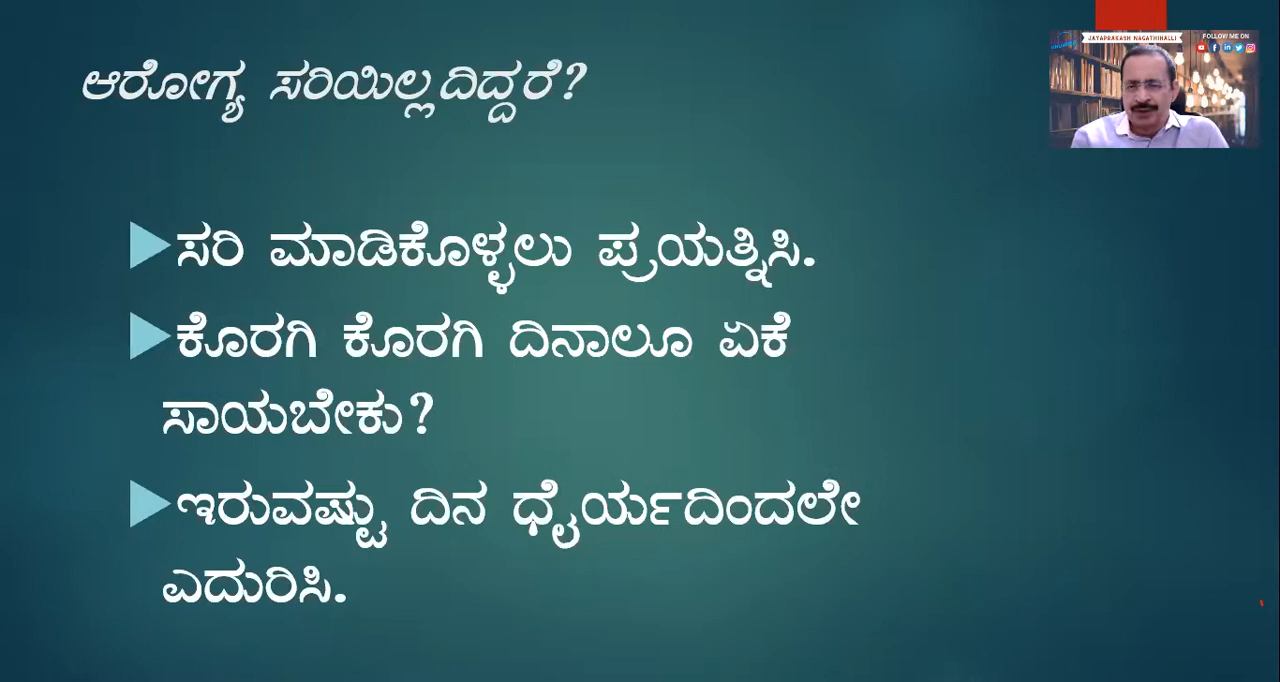 ಆರೋಗ್ಯ ಸರಿಯಿಲ್ಲದಿದ್ದರೆ?
JAYAPRAKASH NAGATHIHALLI
FOLLOW ME ON
ಸರಿ ಮಾಡಿಕೊಳ್ಳಲು ಪ್ರಯತ್ನಿಸಿ.
ಕೊರಗಿ ಕೊರಗಿ ದಿನಾಲೂ ಏಕೆ
ಸಾಯಬೇಕು?
ಇರುವಷ್ಟು ದಿನ ಧೈರ್ಯದಿಂದಲೇ
ಎದುರಿಸಿ.